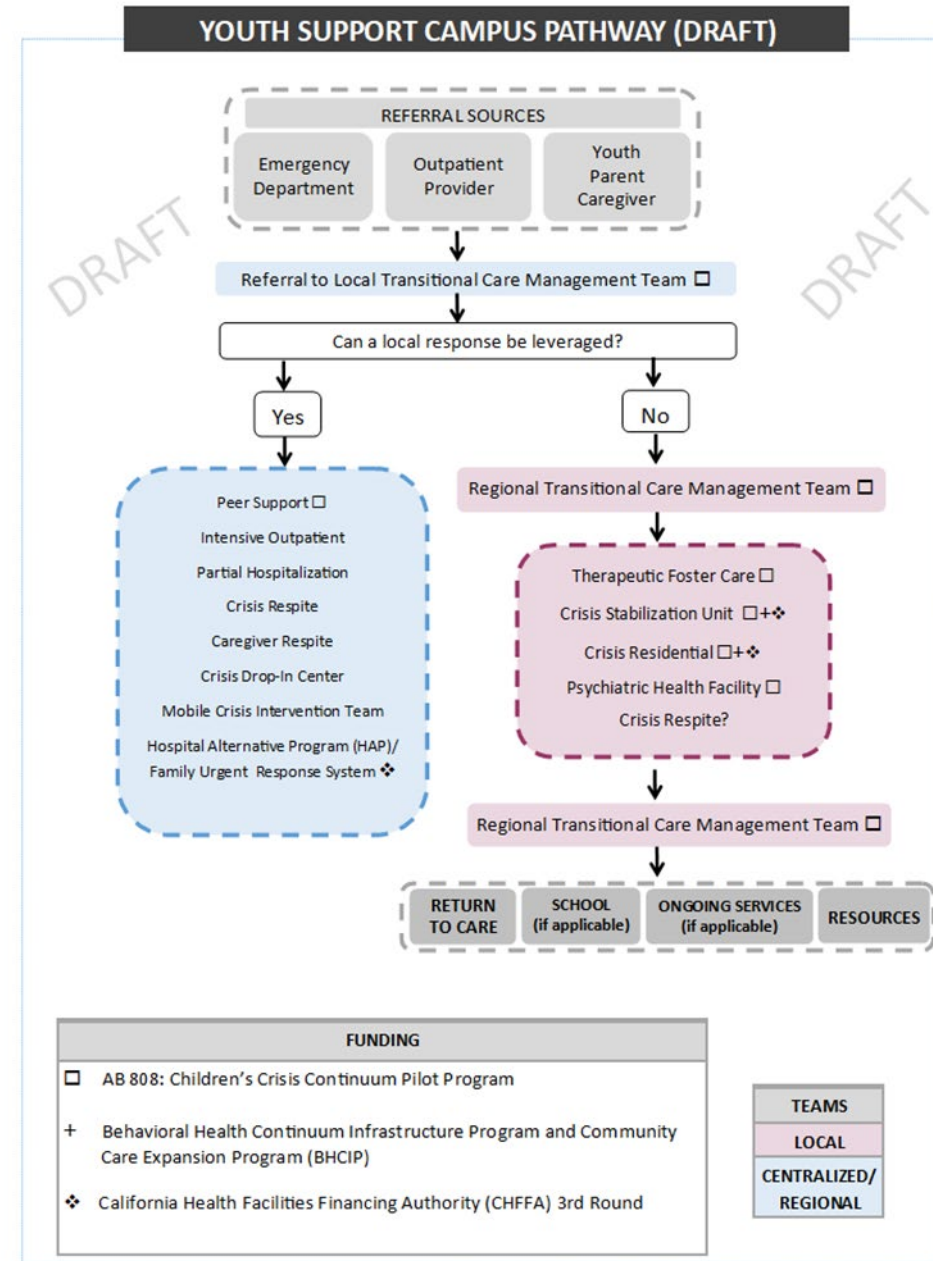 YOUTH SUPPORT CAMPUS PATHWAY (DRAFT)
REFERRAL SOURCES
Emergency
Department
Outpatient
Provider
Youth
Parent
Caregiver
DRAFT
DRAFT
Referral to Local Transitional Care Management Team ☐
Can a local response be leveraged?
Yes
No
Peer Support ☐
Intensive Outpatient
Partial Hospitalization
Crisis Respite
Caregiver Respite
Crisis Drop-In Center
Mobile Crisis Intervention Team
Hospital Alternative Program (HAP)/
Family Urgent Response System ❖
Regional Transitional Care Management Team ☐
Therapeutic Foster Care ☐
Crisis Stabilization Unit ☐+❖
Crisis Residential ☐+❖
Psychiatric Health Facility ☐
Crisis Respite?
Regional Transitional Care Management Team ☐
RETURN
TO CARE
SCHOOL
(if applicable)
ONGOING SERVICES
(if applicable)
RESOURCES
FUNDING
☐ AB 808: Children’s Crisis Continuum Pilot Program
+ Behavioral Health Continuum Infrastructure Program and Community
Care Expansion Program (BHCIP)
❖ California Health Facilities Financing Authority (CHFFA) 3rd Round
TEAMS
LOCAL
CENTRALIZED/
REGIONAL